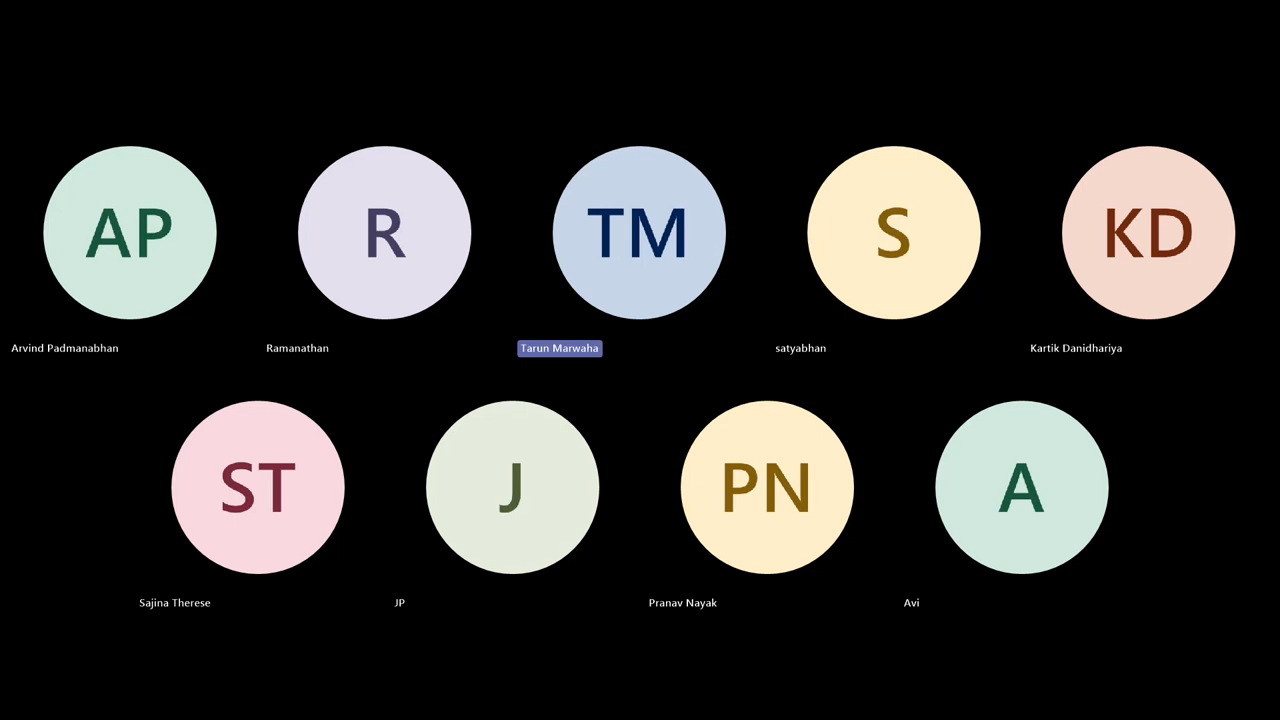 AP R TM S KD
Arvind Padmanabhan Ramanathan Tarun Marwaha satyabhan Kartik Danidhariya
ST J PN A
Sajina Therese JP Pranav Nayak Avi